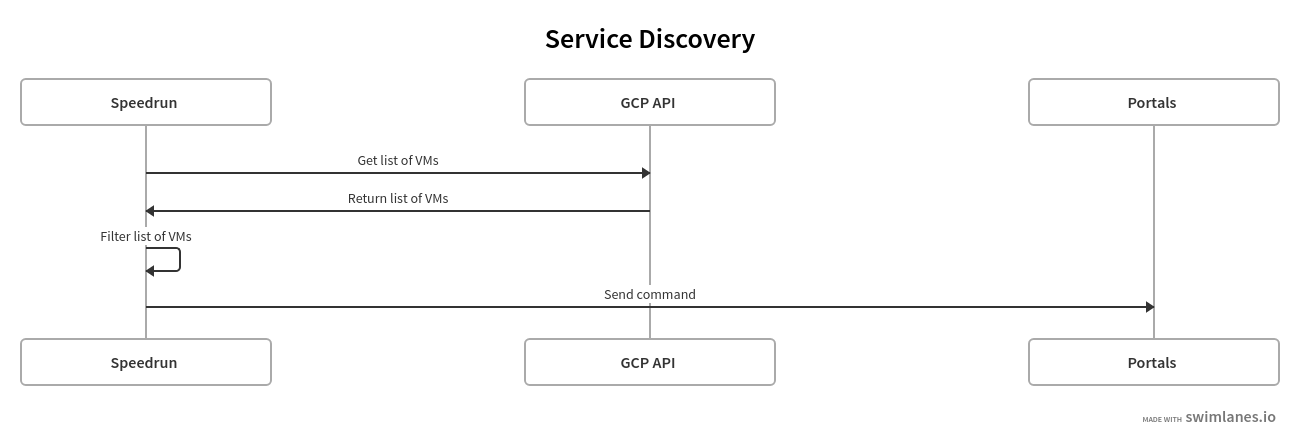 Service Discovery
Speedrun
GCP API
Portals
Get list of VMs
Return list of VMs
Filter list of VMs
Send command
Speedrun
GCP API
Portals
MADE WITH swimlanes.io